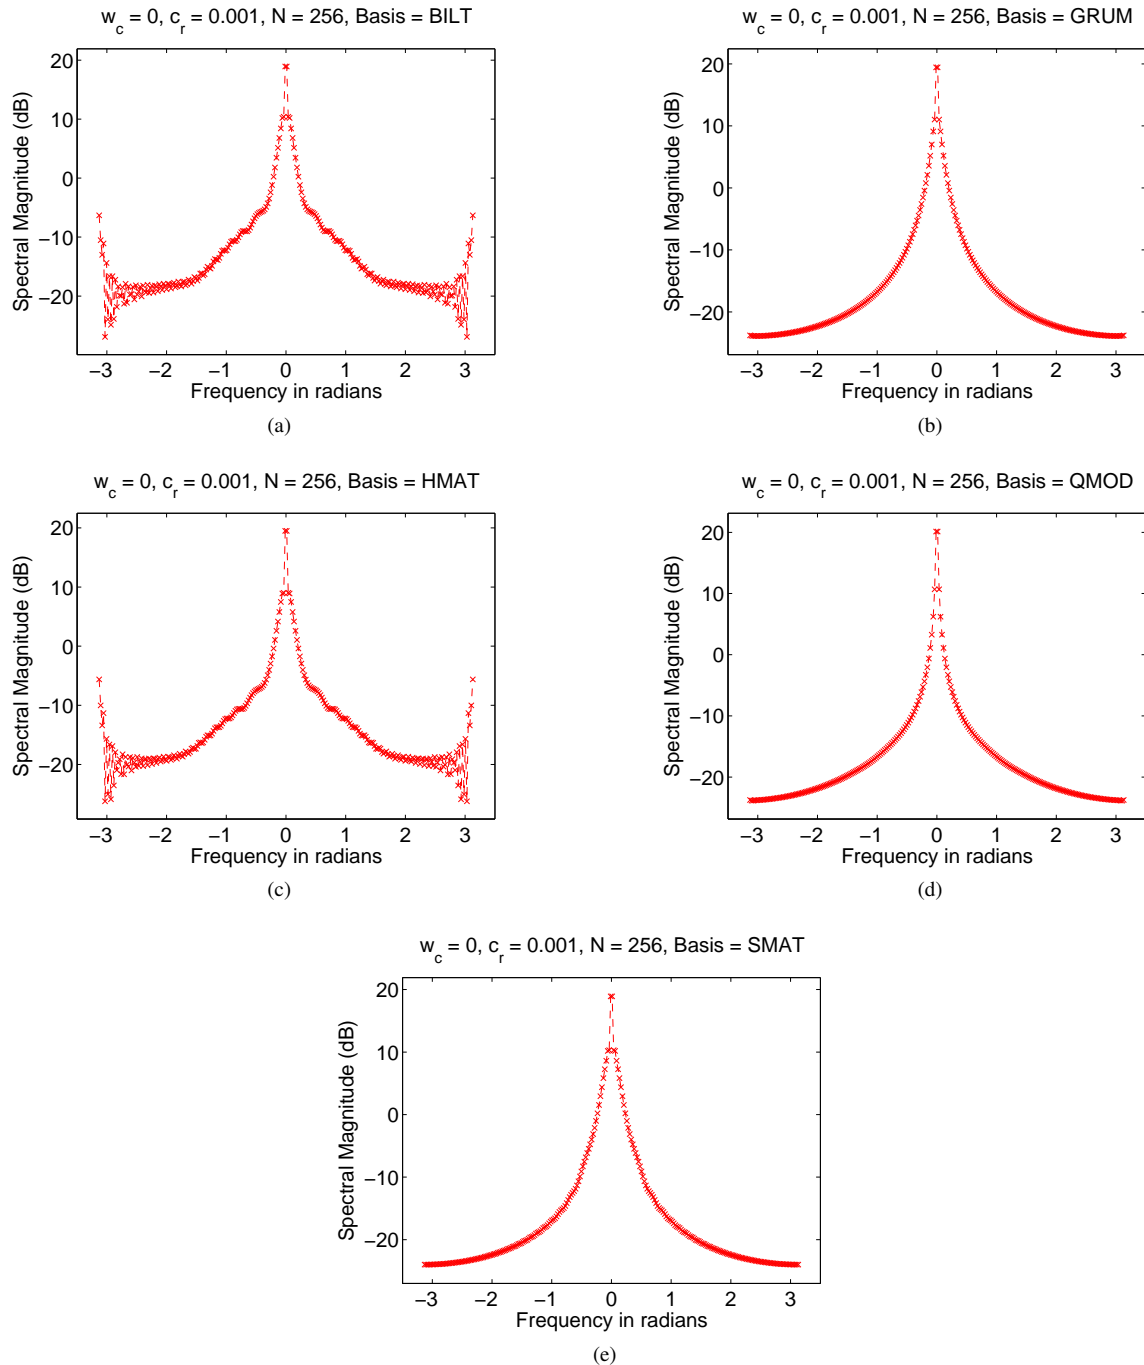 w_c = 0, c_r = 0.001, N = 256, Basis = BILT
Spectral Magnitude (dB)
20
10
0
−10
−20
−3 −2 −1 0 1 2 3
Frequency in radians
(a)
w_c = 0, c_r = 0.001, N = 256, Basis = GRUM
Spectral Magnitude (dB)
20
10
0
−10
−20
−3 −2 −1 0 1 2 3
Frequency in radians
(b)
w_c = 0, c_r = 0.001, N = 256, Basis = HMAT
Spectral Magnitude (dB)
20
10
0
−10
−20
−3 −2 −1 0 1 2 3
Frequency in radians
(c)
w_c = 0, c_r = 0.001, N = 256, Basis = QMOD
Spectral Magnitude (dB)
20
10
0
−10
−20
−3 −2 −1 0 1 2 3
Frequency in radians
(d)
w_c = 0, c_r = 0.001, N = 256, Basis = SMAT
Spectral Magnitude (dB)
20
10
0
−10
−20
−3 −2 −1 0 1 2 3
Frequency in radians
(e)